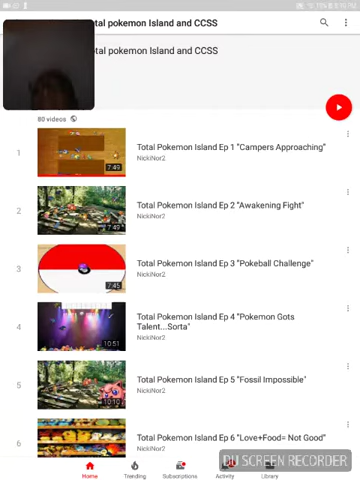 otal Pokemon Island and CCSS
otal pokemon Island and CCSS
80 videos
1
Total Pokemon Island Ep 1 "Campers Approaching"
NickiNor2
7:49
2
Total Pokemon Island Ep 2 "Awakening Fight"
NickiNor2
7:49
3
Total Pokemon Island Ep 3 "Pokeball Challenge"
NickiNor2
7:45
4
Total Pokemon Island Ep 4 "Pokemon Gots
Talent...Sorta"
NickiNor2
10:51
5
Total Pokemon Island Ep 5 "Fossil Impossible"
NickiNor2
10:10
6
Total Pokemon Island Ep 6 "Love+Food= Not Good"
NickiNor2
DU SCREEN RECORDER
Home
Trending
Subscriptions
Activity
Library